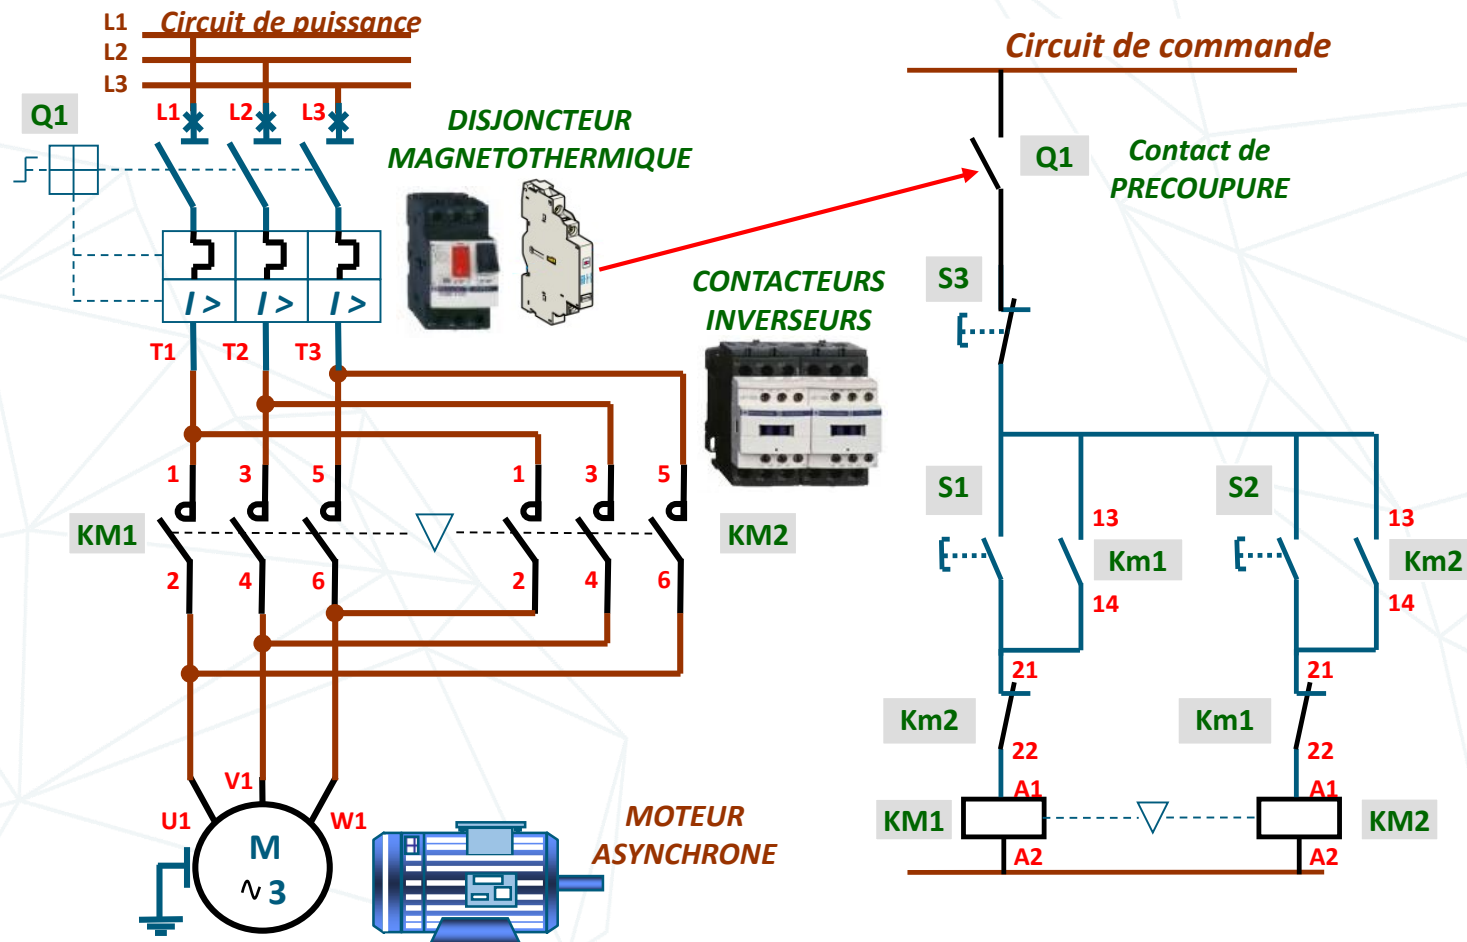 Circuit de puissance
L1
L2
L3
Q1
L1 L2 L3
DISJONCTEUR
MAGNETOTHERMIQUE
I > I > I >
T1 T2 T3
CONTACTEURS
INVERSEURS
1 3 5 1 3 5
KM1 KM2
2 4 6 2 4 6
V1
U1 W1
M
∿ 3
MOTEUR
ASYNCHRONE
Circuit de commande
Q1
Contact de
PRECOUPURE
S3
S1 S2
13 13
Km1 Km2
14 14
21 21
Km2 Km1
22 22
A1 A1
KM1 KM2
A2 A2